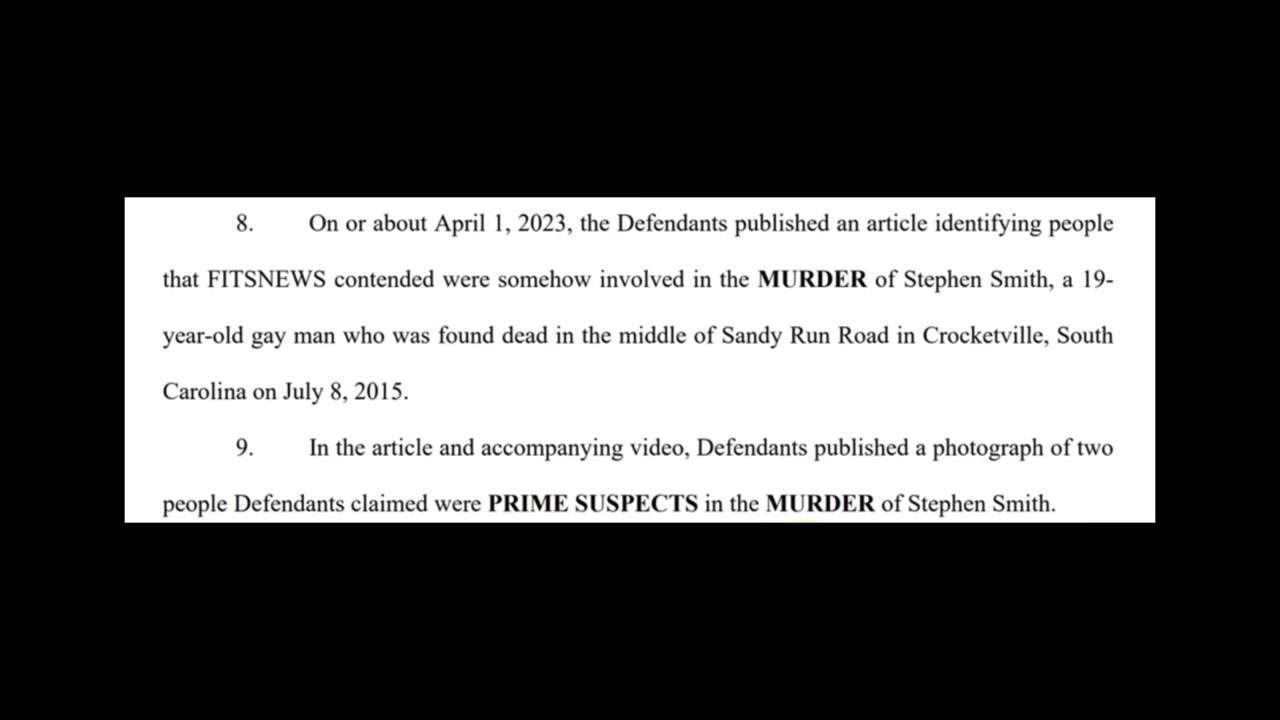 8. On or about April 1, 2023, the Defendants published an article identifying people
that FITSNEWS contended were somehow involved in the MURDER of Stephen Smith, a 19-
year-old gay man who was found dead in the middle of Sandy Run Road in Crocketville, South
Carolina on July 8, 2015.
9. In the article and accompanying video, Defendants published a photograph of two
people Defendants claimed were PRIME SUSPECTS in the MURDER of Stephen Smith.